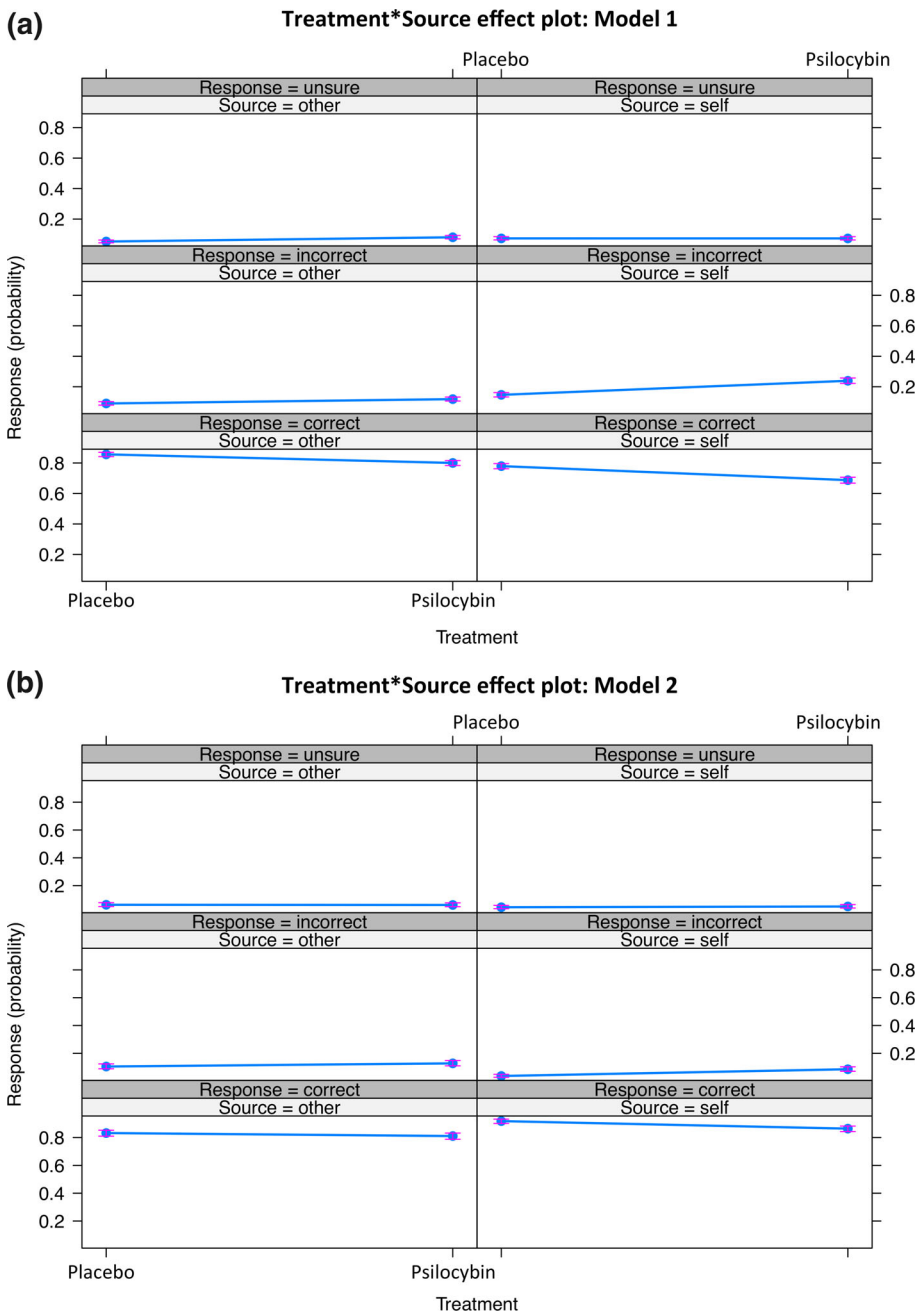 (a)
Treatment*Source effect plot: Model 1
Placebo Psilocybin
Response = unsure Response = unsure
Source = other Source = self
0.8
0.6
0.4
0.2
Response = incorrect Response = incorrect
Source = other Source = self
0.8
0.6
0.4
0.2
Response = correct Response = correct
Source = other Source = self
0.8
0.6
0.4
0.2
Response (probability)
Placebo Psilocybin
Treatment
(b)
Treatment*Source effect plot: Model 2
Placebo Psilocybin
Response = unsure Response = unsure
Source = other Source = self
0.8
0.6
0.4
0.2
Response = incorrect Response = incorrect
Source = other Source = self
0.8
0.6
0.4
0.2
Response = correct Response = correct
Source = other Source = self
0.8
0.6
0.4
0.2
Response (probability)
Placebo Psilocybin
Treatment